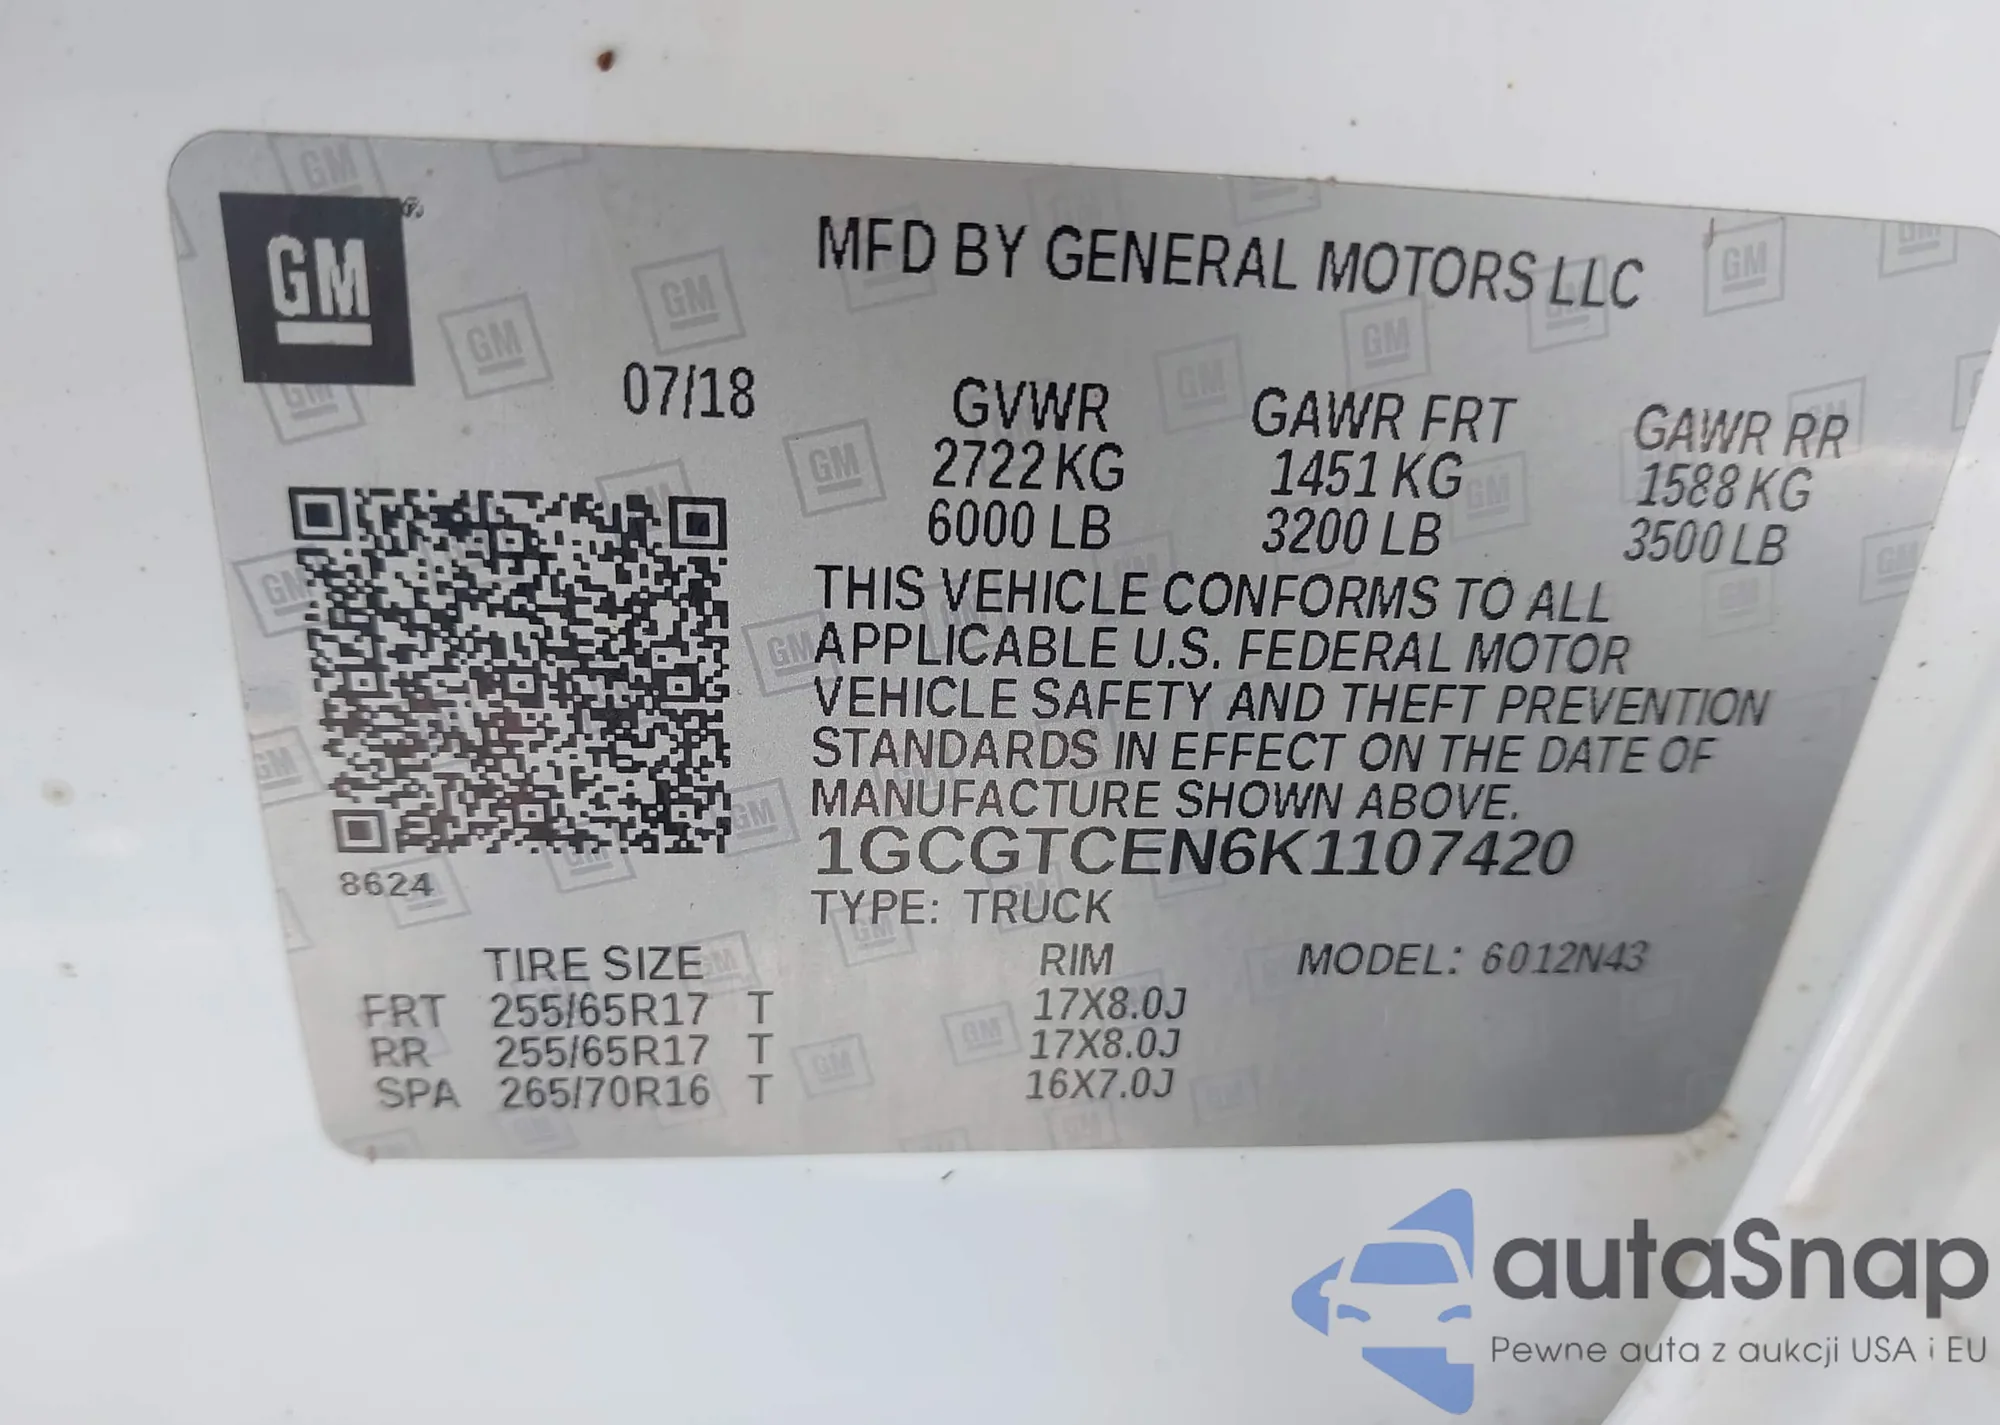 GM
MFD BY GENERAL MOTORS LLC
07/18
GVWR GAWR FRT GAWR RR
2722 KG 1451 KG 1588 KG
6000 LB 3200 LB 3500 LB
THIS VEHICLE CONFORMS TO ALL
APPLICABLE U.S. FEDERAL MOTOR
VEHICLE SAFETY AND THEFT PREVENTION
STANDARDS IN EFFECT ON THE DATE OF
MANUFACTURE SHOWN ABOVE.
1GCGTCEN6K1107420
8624
TYPE: TRUCK
TIRE SIZE RIM MODEL: 6012N43
FRT 255/65R17 T 17X8.0J
RR 255/65R17 T 17X8.0J
SPA 265/70R16 T 16X7.0J
autaSnap
Pewne auta z aukcji USA i EU